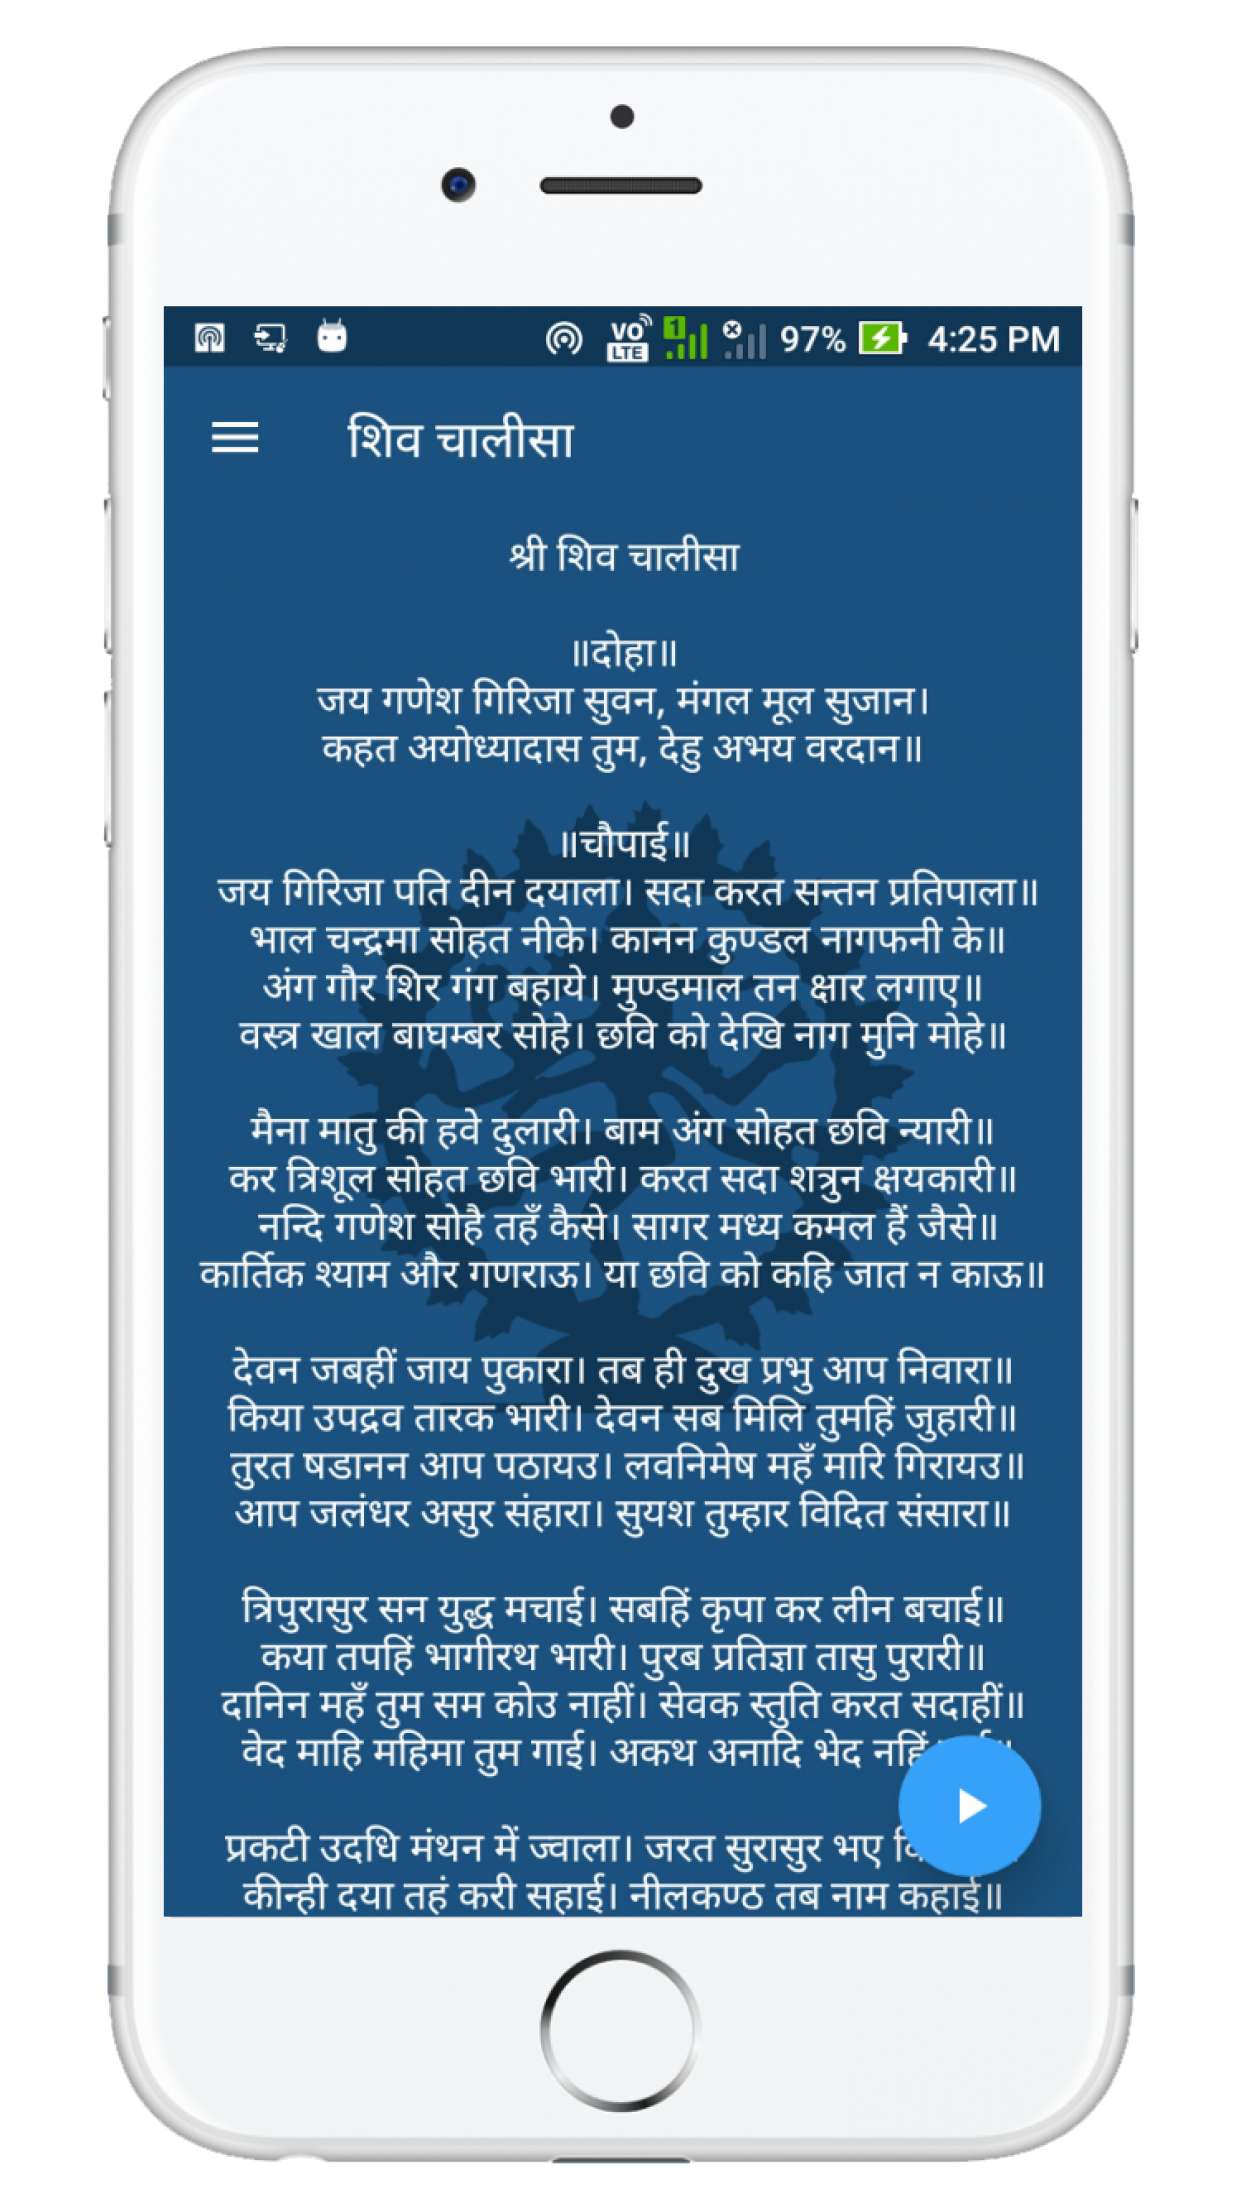 VO
LTE
1
97%
4:25 PM
शिव चालीसा
श्री शिव चालीसा
॥दोहा॥
जय गणेश गिरिजा सुवन, मंगल मूल सुजान।
कहत अयोध्यादास तुम, देहु अभय वरदान॥
॥चौपाई॥
जय गिरिजा पति दीन दयाला। सदा करत सन्तन प्रतिपाला॥
भाल चन्द्रमा सोहत नीके। कानन कुण्डल नागफनी के॥
अंग गौर शिर गंग बहाये। मुण्डमाल तन क्षार लगाए॥
वस्त्र खाल बाघम्बर सोहे। छवि को देखि नाग मुनि मोहे॥
मैना मातु की हवे दुलारी। बाम अंग सोहत छवि न्यारी॥
कर त्रिशूल सोहत छवि भारी। करत सदा शत्रुन क्षयकारी॥
नन्दि गणेश सोहै तहँ कैसे। सागर मध्य कमल हैं जैसे॥
कार्तिक श्याम और गणराऊ। या छवि को कहि जात न काऊ॥
देवन जबहीं जाय पुकारा। तब ही दुख प्रभु आप निवारा॥
किया उपद्रव तारक भारी। देवन सब मिलि तुमहिं जुहारी॥
तुरत षडानन आप पठायउ। लवनिमेष महँ मारि गिरायउ॥
आप जलंधर असुर संहारा। सुयश तुम्हार विदित संसारा॥
त्रिपुरासुर सन युद्ध मचाई। सबहिं कृपा कर लीन बचाई॥
कया तपहिं भागीरथ भारी। पुरब प्रतिज्ञा तासु पुरारी॥
दानिन महँ तुम सम कोउ नाहीं। सेवक स्तुति करत सदाहीं॥
वेद माहि महिमा तुम गाई। अकथ अनादि भेद नहिं
प्रकटी उदधि मंथन में ज्वाला। जरत सुरासुर भए
कीन्ही दया तहं करी सहाई। नीलकण्ठ तब नाम कहाई॥